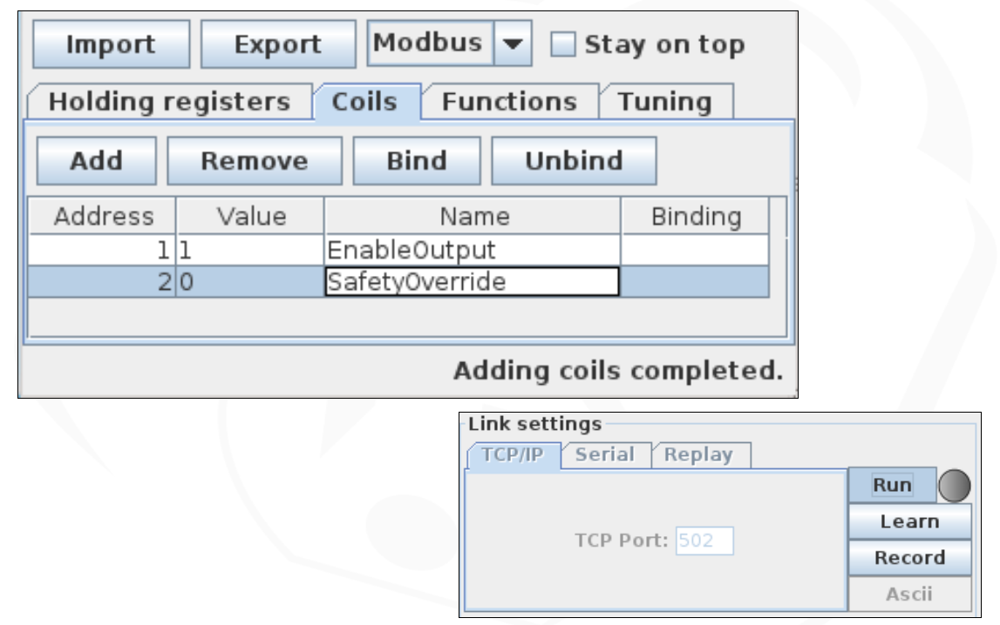 Import Export Modbus Stay on top
Holding registers Coils Functions Tuning
Add Remove Bind Unbind
Address Value Name Binding
1 1 EnableOutput
2 0 SafetyOverride
Adding coils completed.
Link settings
TCP/IP Serial Replay
Run
TCP Port: 502
Learn
Record
Ascii